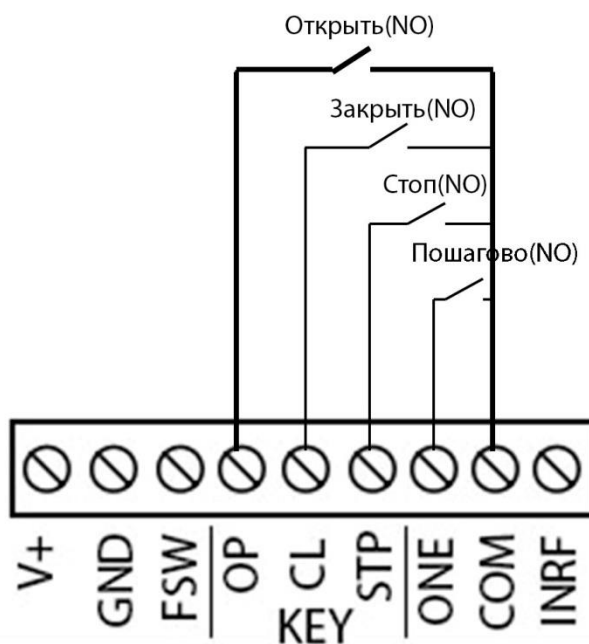 Открыть(NO)
Закрыть(NO)
Стоп(NO)
Пошагово(NO)
V+
GND
FSW
OP
CL
STP
ONE
COM
INRF
KEY